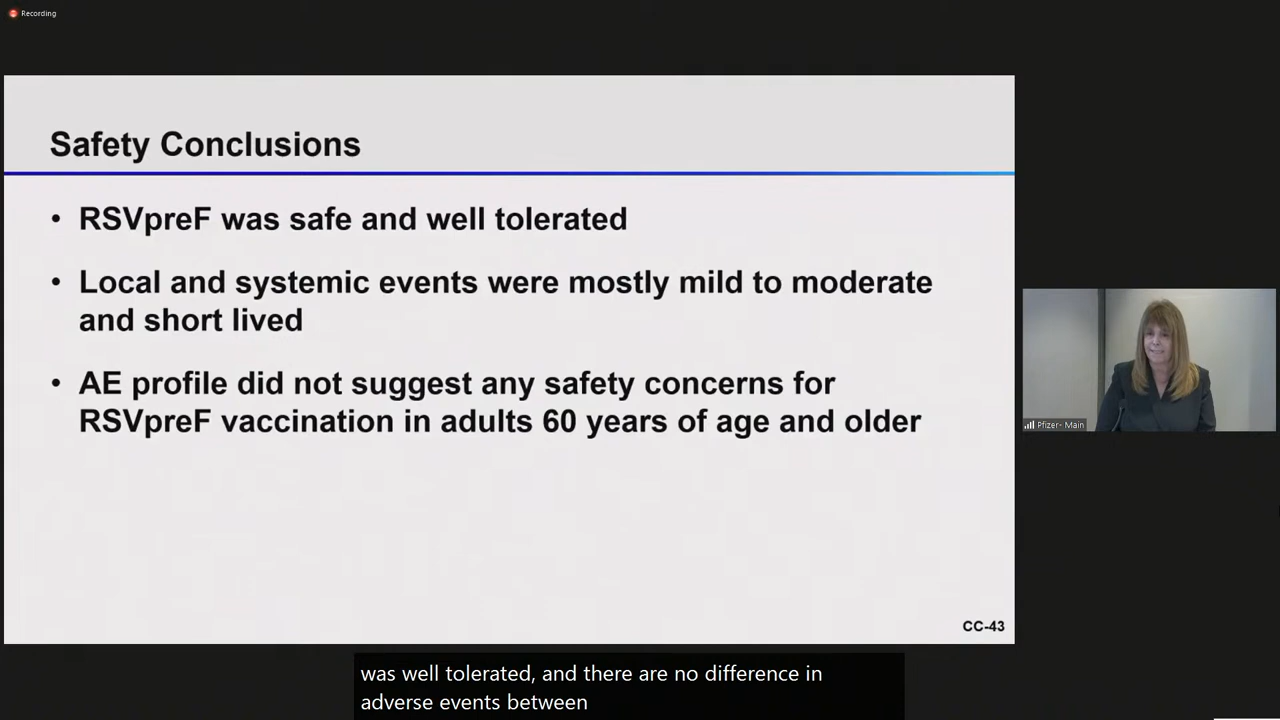 Recording
Safety Conclusions
• RSVpreF was safe and well tolerated
• Local and systemic events were mostly mild to moderate
and short lived
• AE profile did not suggest any safety concerns for
RSVpreF vaccination in adults 60 years of age and older
Pfizer- Main
CC-43
was well tolerated, and there are no difference in
adverse events between